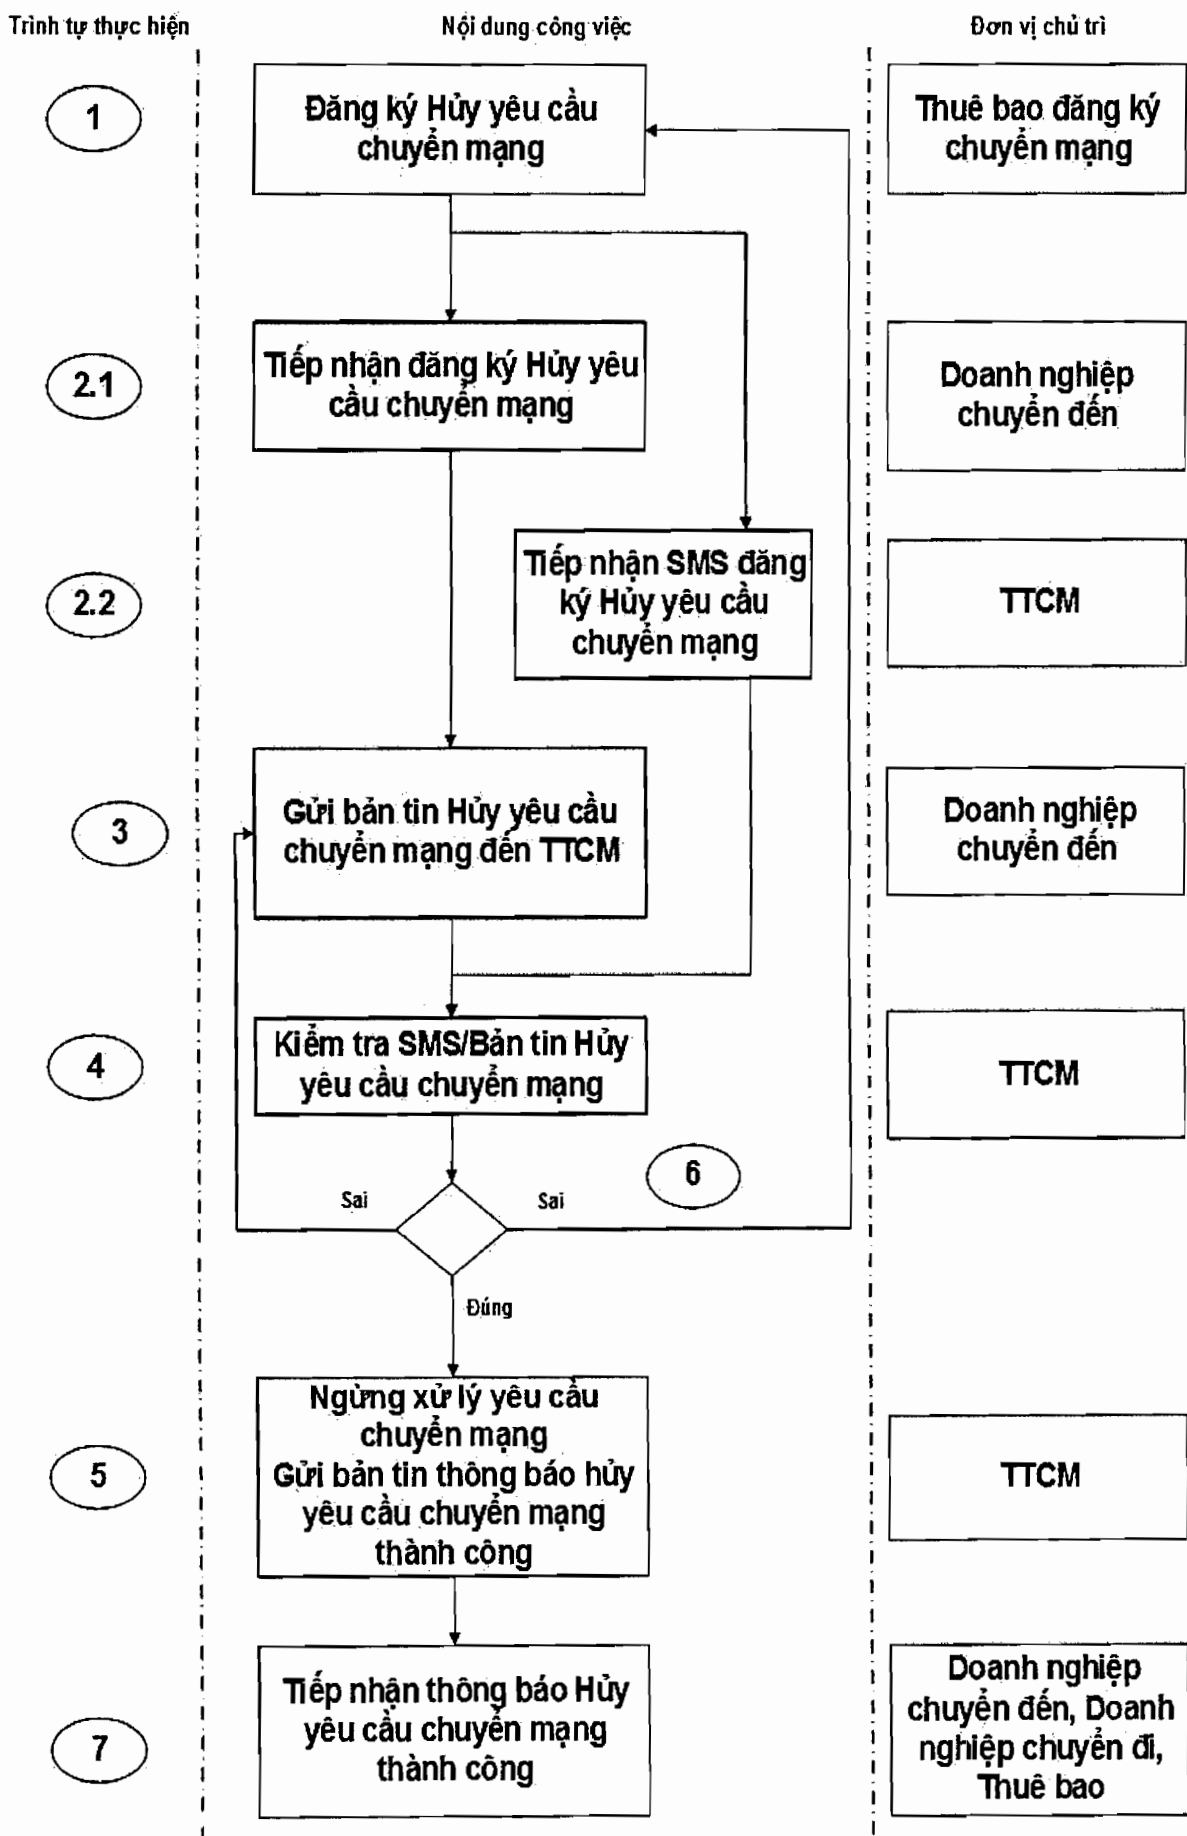 Trình tự thực hiện
Nội dung công việc
Đơn vị chủ trì
1
Đăng ký Hủy yêu cầu
chuyển mạng
Thuê bao đăng ký
chuyển mạng
2.1
Tiếp nhận đăng ký Hủy yêu
cầu chuyển mạng
Doanh nghiệp
chuyển đến
2.2
Tiếp nhận SMS đăng
ký Hủy yêu cầu
chuyển mạng
TTCM
3
Gửi bản tin Hủy yêu cầu
chuyển mạng đến TTCM
Doanh nghiệp
chuyển đến
4
Kiểm tra SMS/Bản tin Hủy
yêu cầu chuyển mạng
TTCM
6
Sai
Sai
Đúng
5
Ngừng xử lý yêu cầu
chuyển mạng
Gửi bản tin thông báo hủy
yêu cầu chuyển mạng
thành công
TTCM
7
Tiếp nhận thông báo Hủy
yêu cầu chuyển mạng
thành công
Doanh nghiệp
chuyển đến, Doanh
nghiệp chuyển đi,
Thuê bao